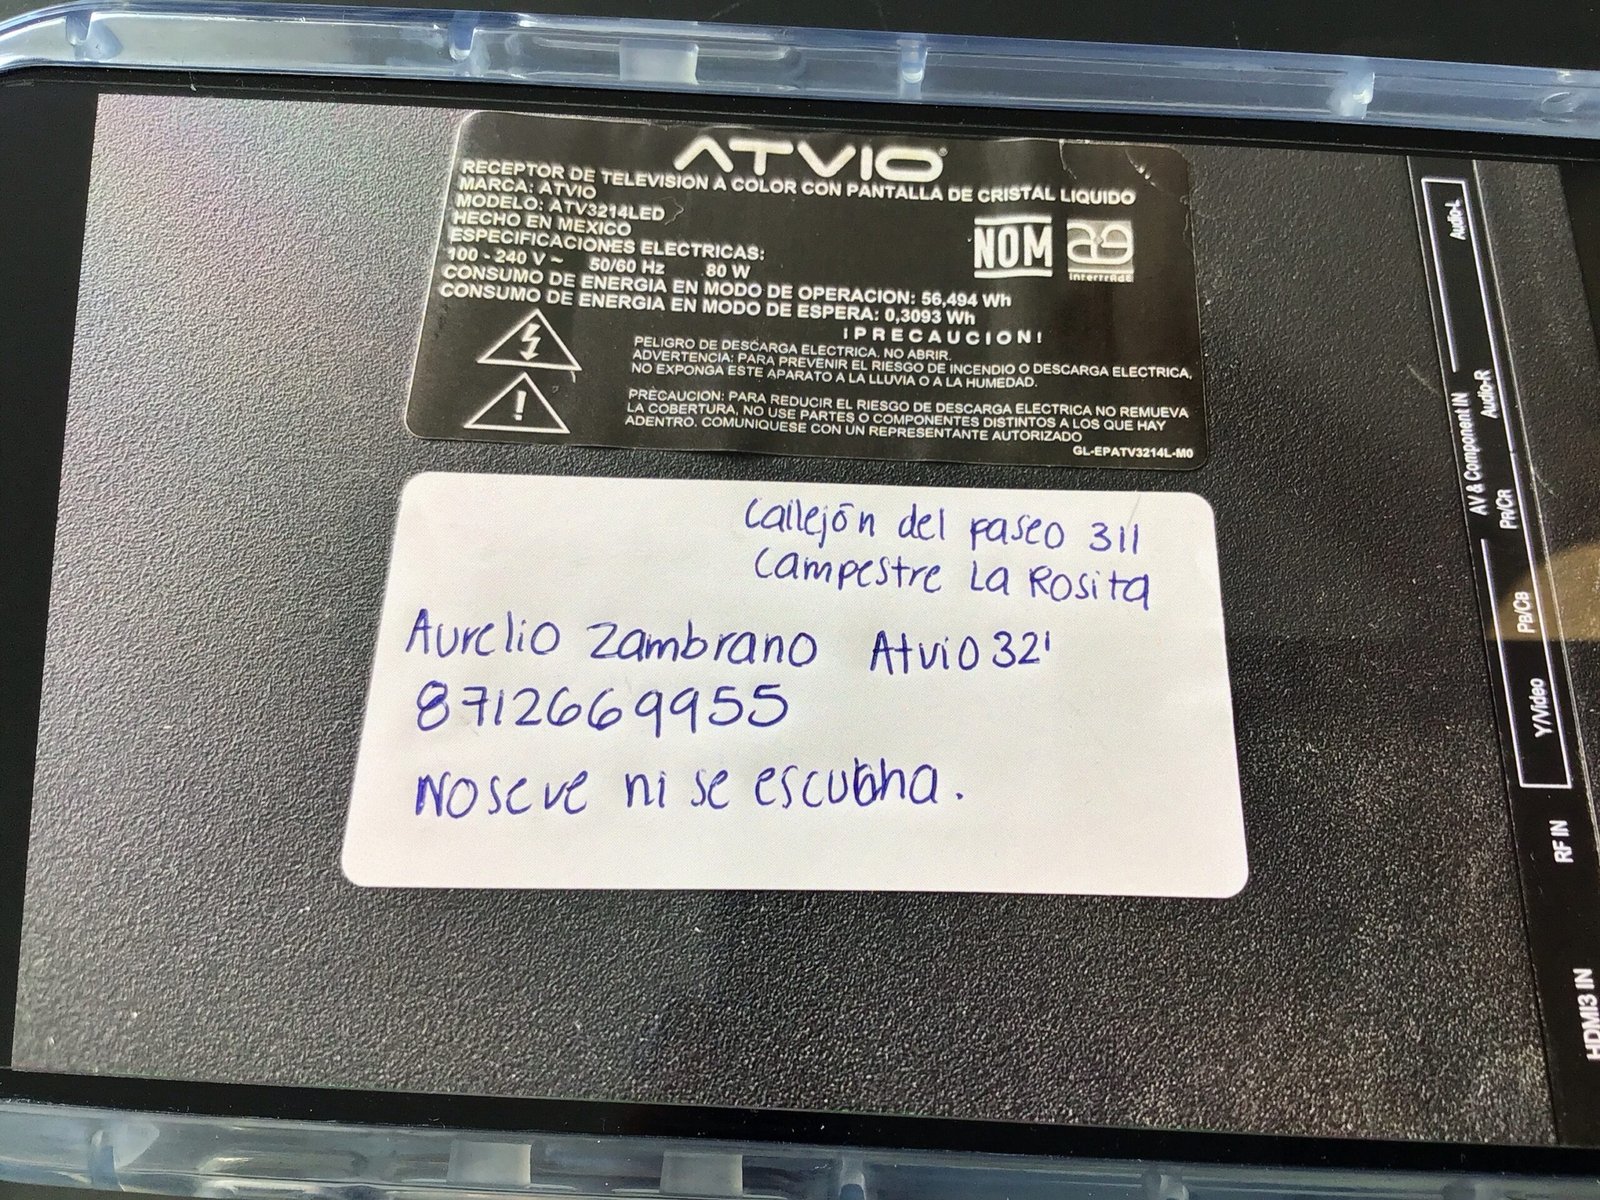 ATVIO
RECEPTOR DE TELEVISION A COLOR CON PANTALLA DE CRISTAL LIQUIDO
MARCA: ATVIO
MODELO: ATV3214LED
HECHO EN MEXICO
ESPECIFICACIONES ELECTRICAS:
100 - 240 V ~ 50/60 Hz 80 W
CONSUMO DE ENERGIA EN MODO DE OPERACION: 56,494 Wh
CONSUMO DE ENERGIA EN MODO DE ESPERA: 0,3093 Wh
NOM
intertrade
¡PRECAUCION!
PELIGRO DE DESCARGA ELECTRICA. NO ABRIR.
ADVERTENCIA: PARA PREVENIR EL RIESGO DE INCENDIO O DESCARGA ELECTRICA,
NO EXPONGA ESTE APARATO A LA LLUVIA O A LA HUMEDAD.
PRECAUCION: PARA REDUCIR EL RIESGO DE DESCARGA ELECTRICA NO REMUEVA
LA COBERTURA, NO USE PARTES O COMPONENTES DISTINTOS A LOS QUE HAY
ADENTRO. COMUNIQUESE CON UN REPRESENTANTE AUTORIZADO
GL-EPATV3214L-M0
Callejón del paseo 311
Campestre La Rosita
Aurelio Zambrano Atvio 32'
8712669955
No se ve ni se escucha.
Audio-L
Audio-R
AV & Component IN
PR/CR
PB/CB
Y/Video
RF IN
HDMI3 IN